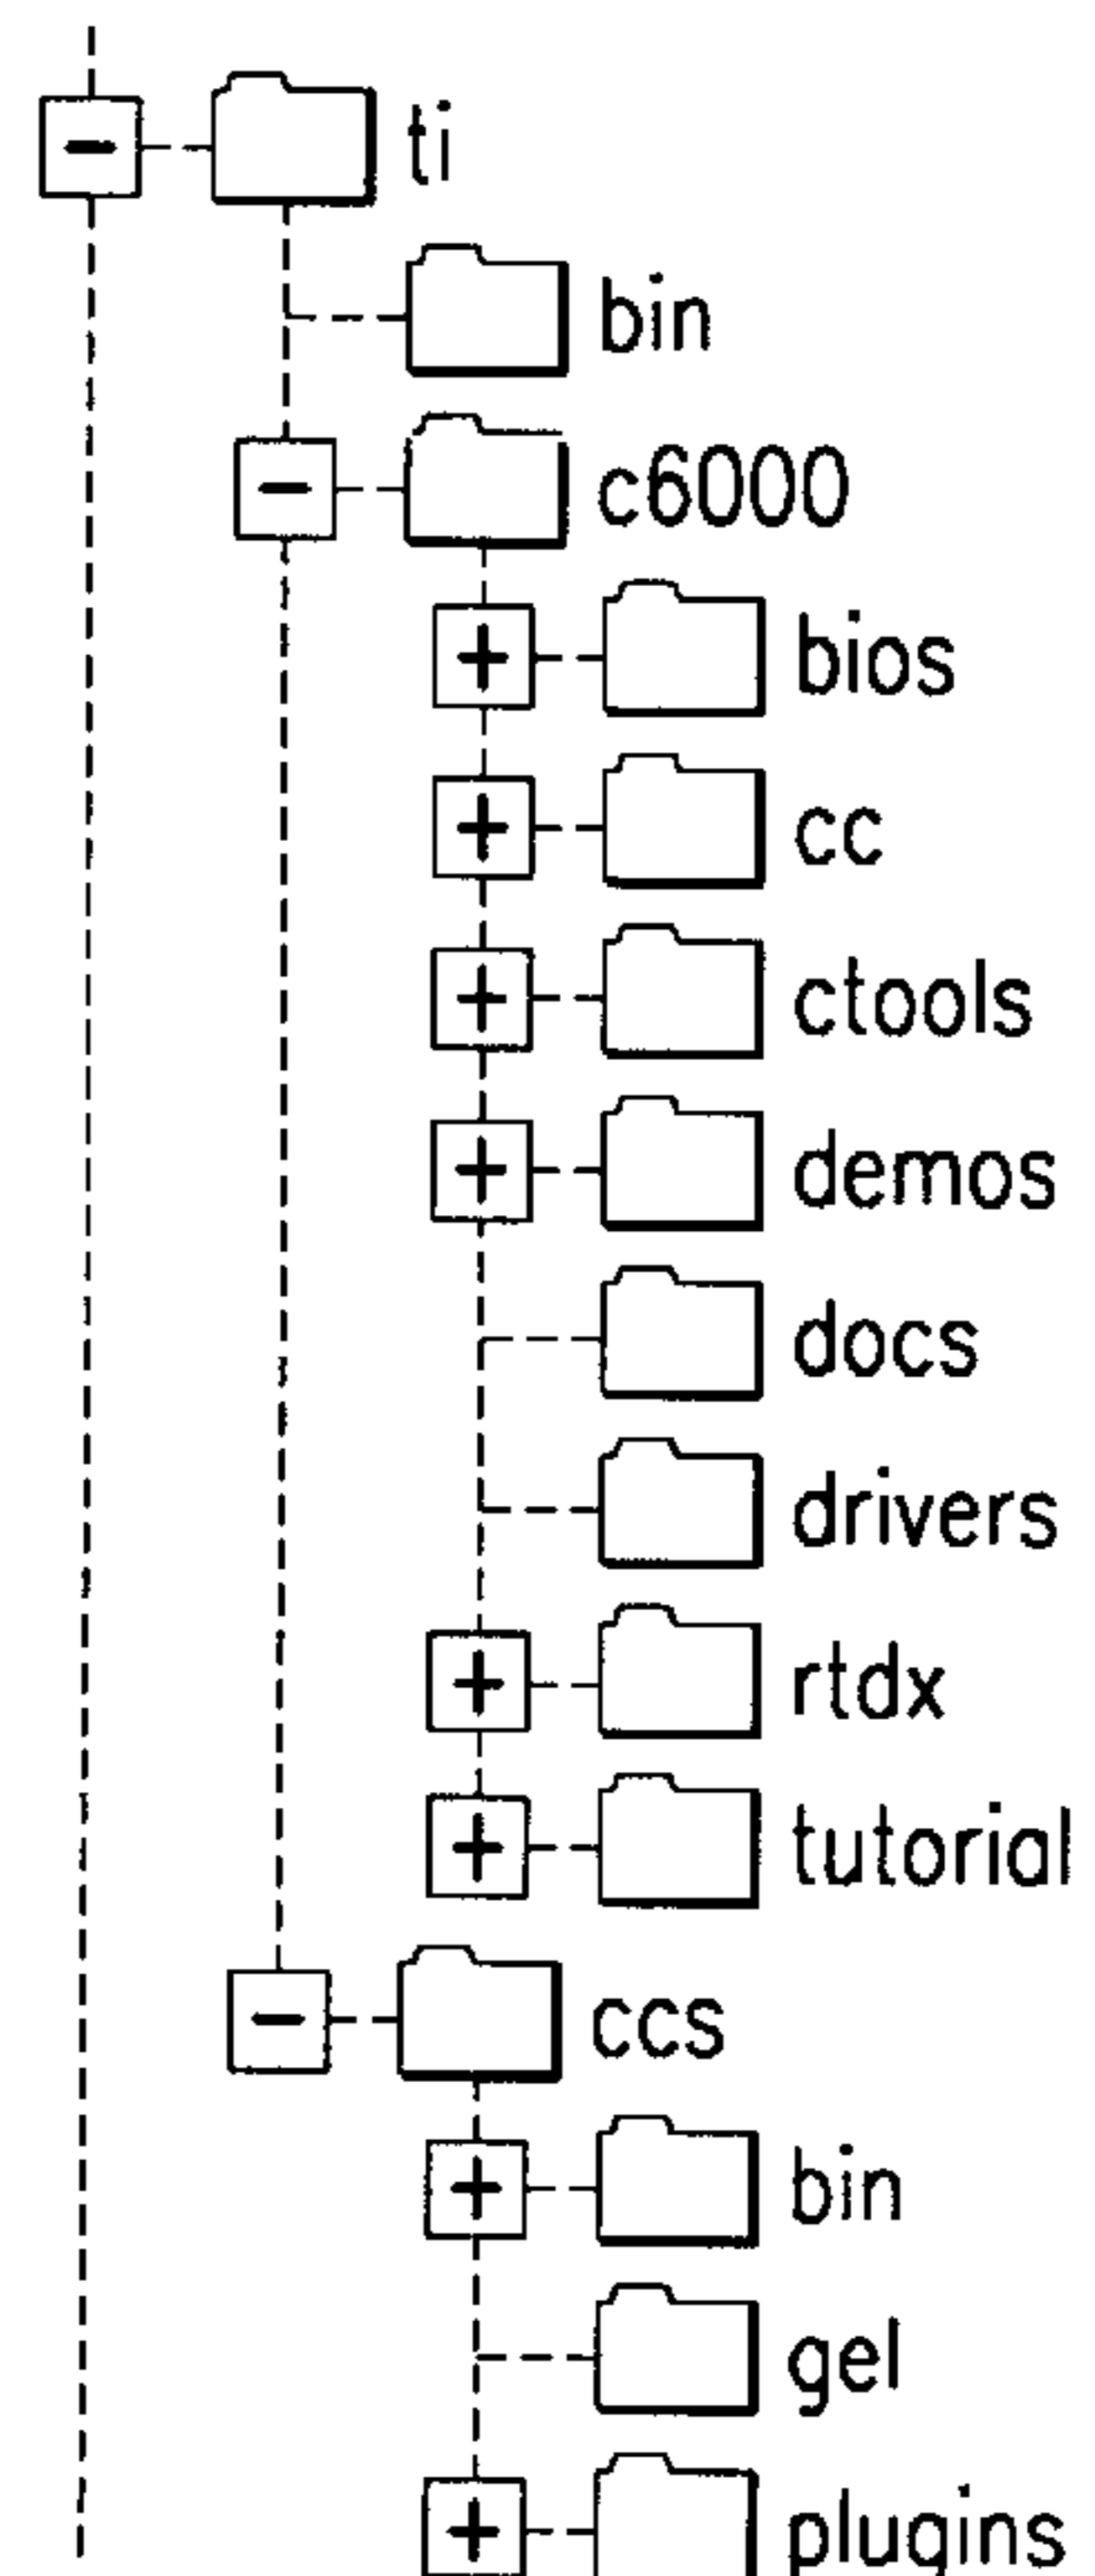 ti
bin
c6000
bios
cc
ctools
demos
docs
drivers
rtdx
tutorial
ccs
bin
gel
plugins